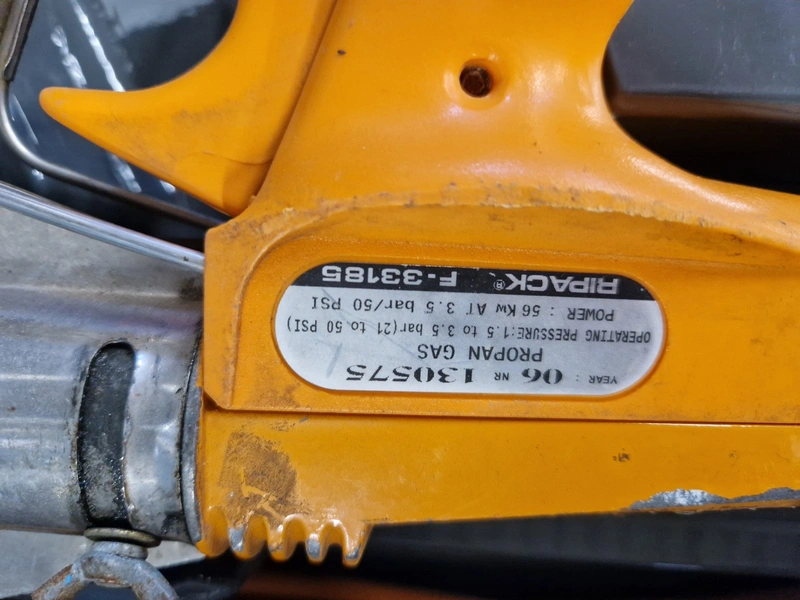 YEAR : 06 NR 130575
PROPAN GAS
OPERATING PRESSURE:1.5 to 3.5 bar(21 to 50 PSI)
POWER : 56 Kw AT 3.5 bar/50 PSI
RIPACK® F-33185